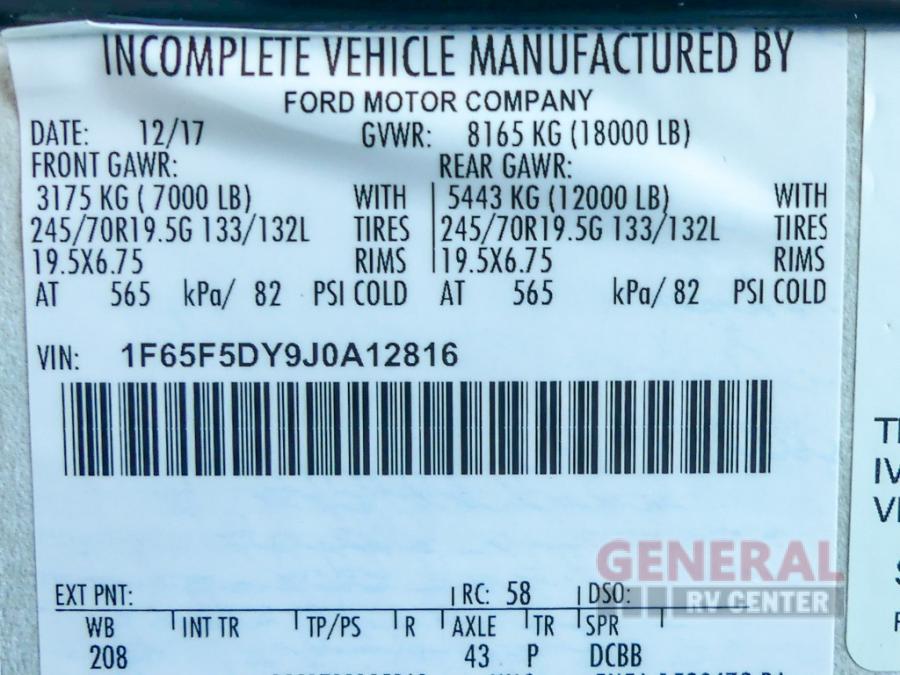 INCOMPLETE VEHICLE MANUFACTURED BY
FORD MOTOR COMPANY
DATE: 12/17 GVWR: 8165 KG (18000 LB)
FRONT GAWR: REAR GAWR:
3175 KG ( 7000 LB) WITH 5443 KG (12000 LB) WITH
245/70R19.5G 133/132L TIRES 245/70R19.5G 133/132L TIRES
19.5X6.75 RIMS 19.5X6.75 RIMS
AT 565 kPa/ 82 PSI COLD AT 565 kPa/ 82 PSI COLD
VIN: 1F65F5DY9J0A12816
EXT PNT: RC: 58 DSO:
WB INT TR TP/PS R AXLE TR SPR
208 43 P DCBB
GENERAL
RV CENTER